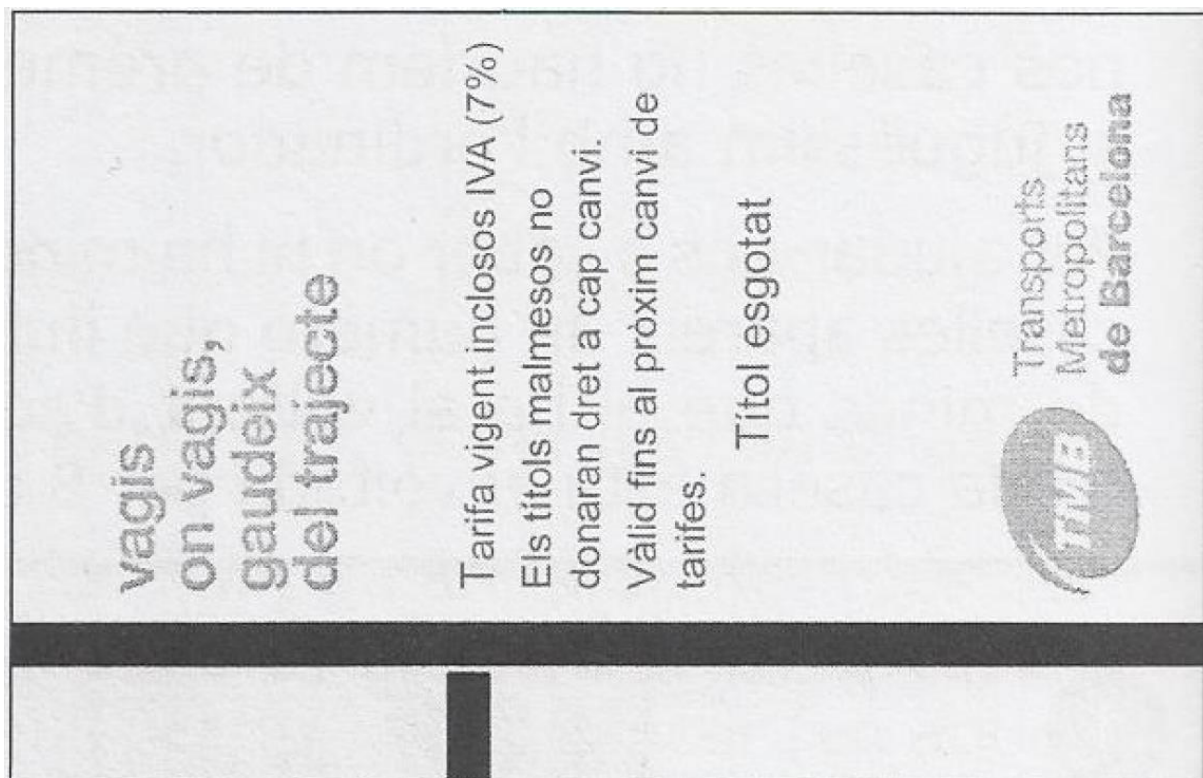 vagis
on vagis,
gaudeix
del trajecte
Tarifa vigent inclosos IVA (7%)
Els títols malmesos no
donaran dret a cap canvi.
Vàlid fins al pròxim canvi de
tarifes.
Títol esgotat
TMB
Transports
Metropolitans
de Barcelona